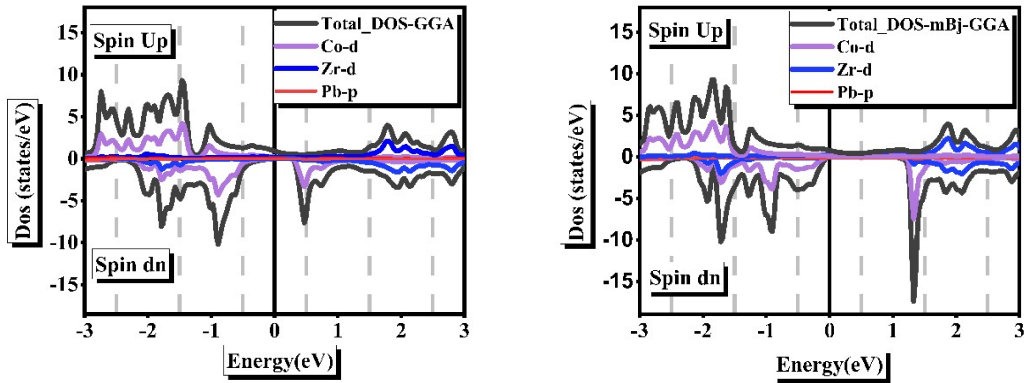 Spin Up
Total_DOS-GGA
Co-d
Zr-d
Pb-p
15
10
5
0
-5
-10
-15
Dos (states/eV)
Spin dn
-3 -2 -1 0 1 2 3
Energy(eV)
Spin Up
Total_DOS-mBj-GGA
Co-d
Zr-d
Pb-p
15
10
5
0
-5
-10
-15
Dos (states/eV)
Spin dn
-3 -2 -1 0 1 2 3
Energy(eV)